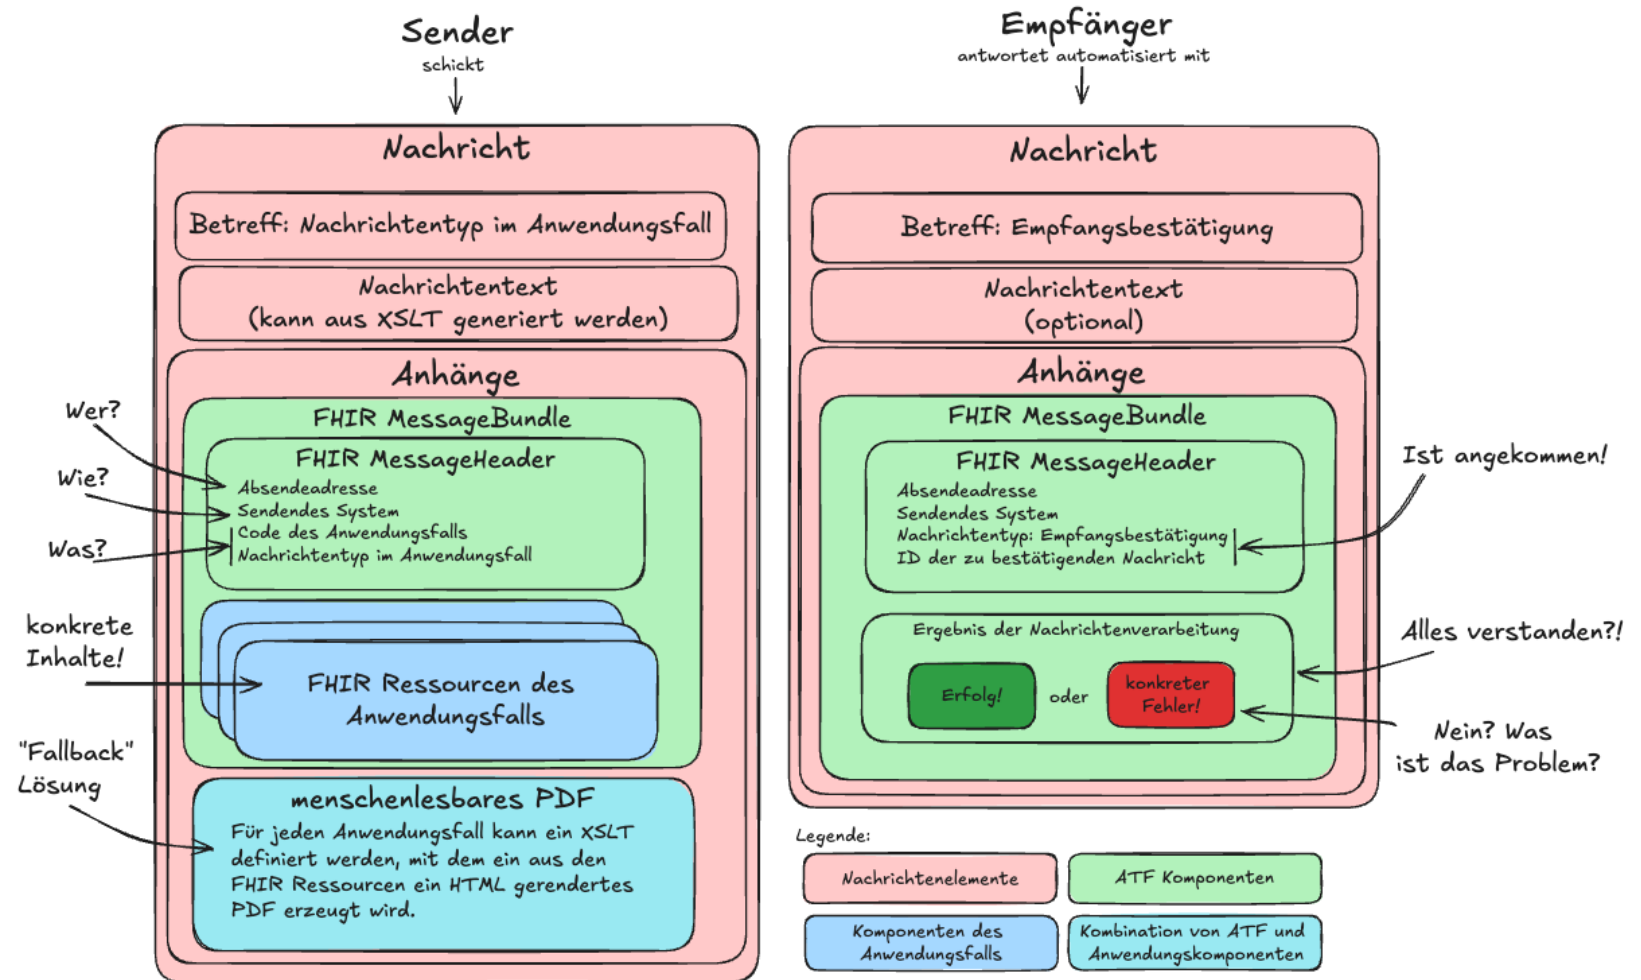 Sender
schickt
Nachricht
Betreff: Nachrichtentyp im Anwendungsfall
Nachrichtentext
(kann aus XSLT generiert werden)
Anhänge
FHIR MessageBundle
FHIR MessageHeader
Absendeadresse
Sendendes System
Code des Anwendungsfalls
Nachrichtentyp im Anwendungsfall
Wer?
Wie?
Was?
konkrete
Inhalte!
FHIR Ressourcen des
Anwendungsfalls
"Fallback"
Lösung
menschenlesbares PDF
Für jeden Anwendungsfall kann ein XSLT
definiert werden, mit dem ein aus den
FHIR Ressourcen ein HTML gerendertes
PDF erzeugt wird.
Empfänger
antwortet automatisiert mit
Nachricht
Betreff: Empfangsbestätigung
Nachrichtentext
(optional)
Anhänge
FHIR MessageBundle
FHIR MessageHeader
Absendeadresse
Sendendes System
Nachrichtentyp: Empfangsbestätigung
ID der zu bestätigenden Nachricht
Ist angekommen!
Ergebnis der Nachrichtenverarbeitung
Erfolg!
oder
konkreter
Fehler!
Alles verstanden?!
Nein? Was
ist das Problem?
Legende:
Nachrichtenelemente
ATF Komponenten
Komponenten des
Anwendungsfalls
Kombination von ATF und
Anwendungskomponenten